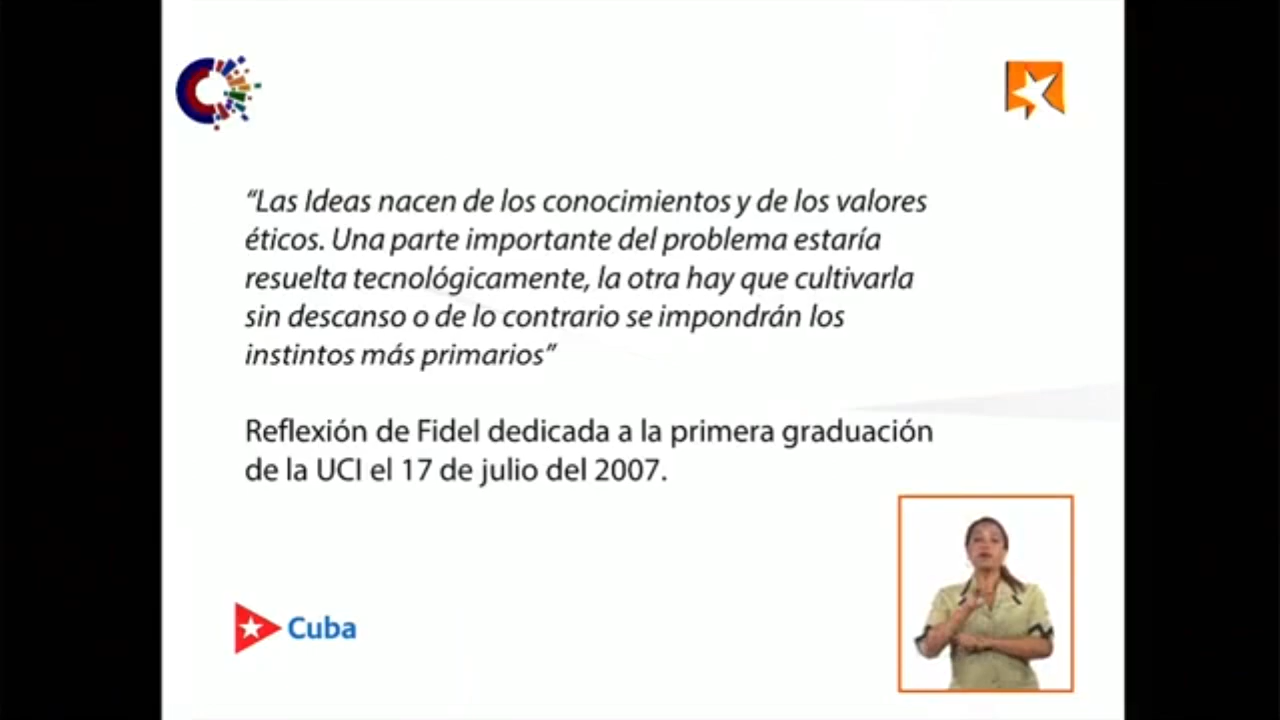 “Las Ideas nacen de los conocimientos y de los valores
éticos. Una parte importante del problema estaría
resuelta tecnológicamente, la otra hay que cultivarla
sin descanso o de lo contrario se impondrán los
instintos más primarios”
Reflexión de Fidel dedicada a la primera graduación
de la UCI el 17 de julio del 2007.
Cuba